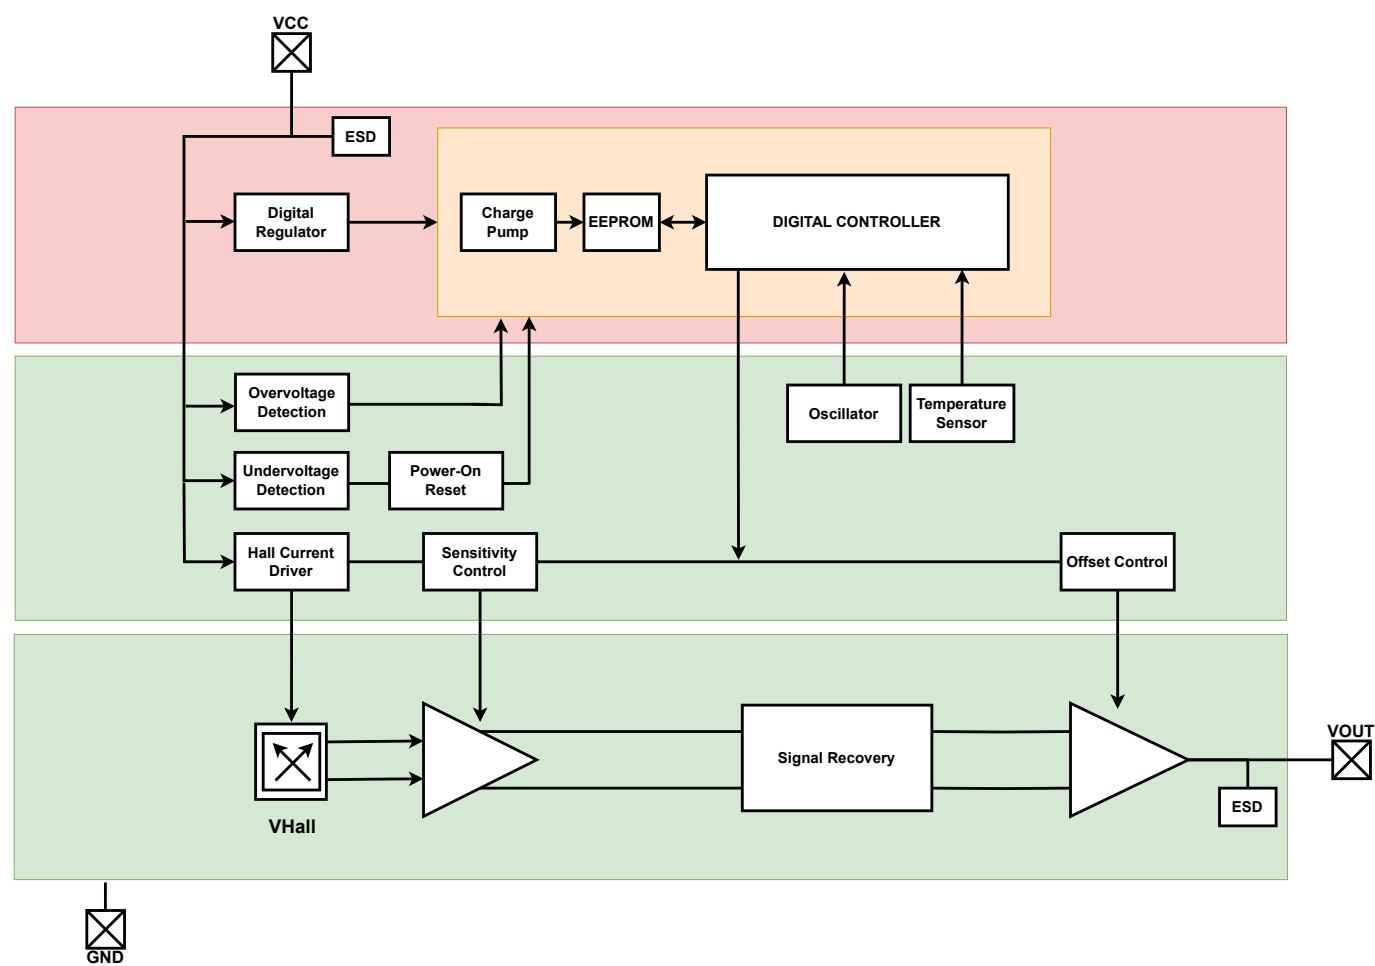 VCC
ESD
Digital
Regulator
Charge
Pump
EEPROM
DIGITAL CONTROLLER
Overvoltage
Detection
Oscillator
Temperature
Sensor
Undervoltage
Detection
Power-On
Reset
Hall Current
Driver
Sensitivity
Control
Offset Control
VHall
Signal Recovery
VOUT
ESD
GND